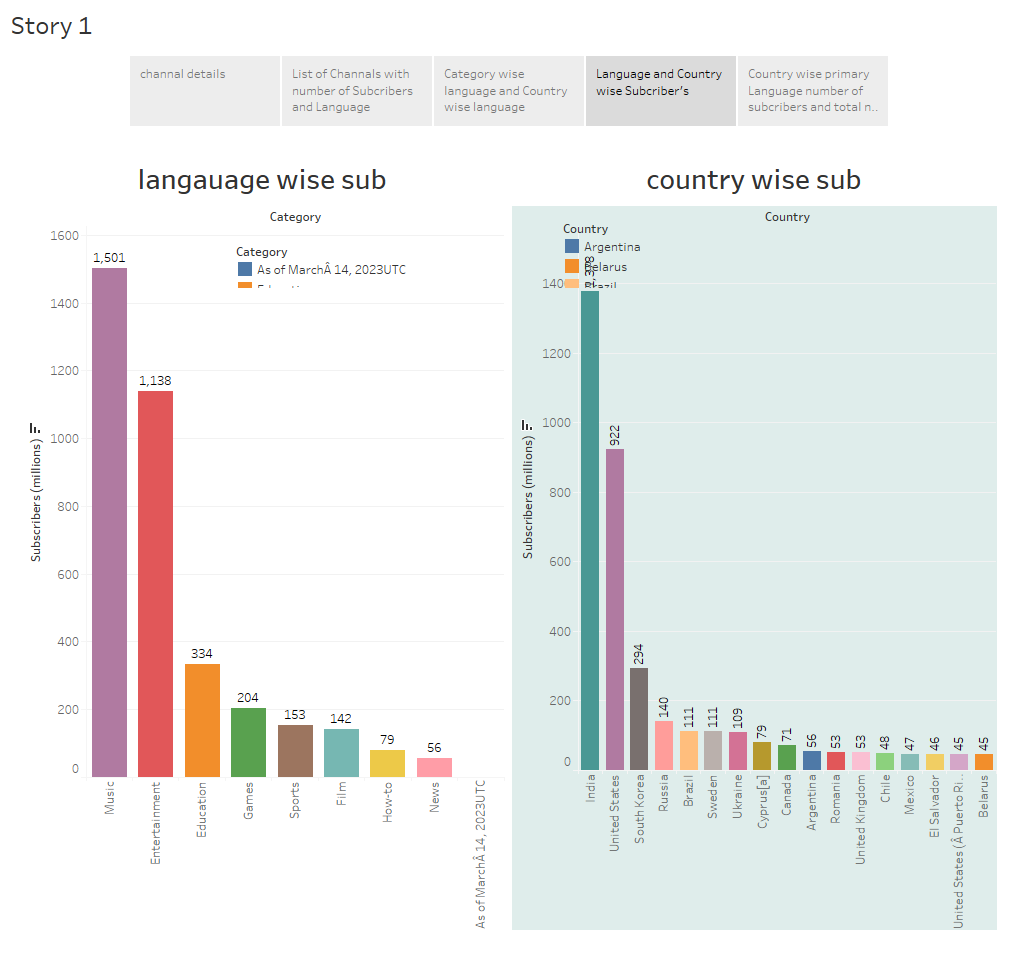 Story 1
channal details
List of Channals with
number of Subcribers
and Language
Category wise
language and Country
wise language
Language and Country
wise Subcriber's
Country wise primary
Language number of
subcribers and total n..
langauage wise sub
Category
Category
As of MarchÂ 14, 2023UTC
Subscribers (millions)
1600
1400
1200
1000
800
600
400
200
0
1,501
1,138
334
204
153
142
79
56
Music
Entertainment
Education
Games
Sports
Film
How-to
News
As of MarchÂ 14, 2023UTC
country wise sub
Country
Country
Argentina
Belarus
Brazil
Subscribers (millions)
1400
1200
1000
800
600
400
200
0
922
294
140
111
111
109
79
71
56
53
53
48
47
46
45
45
India
United States
South Korea
Russia
Brazil
Sweden
Ukraine
Cyprus[a]
Canada
Argentina
Romania
United Kingdom
Chile
Mexico
El Salvador
United States (Â Puerto Ri..
Belarus